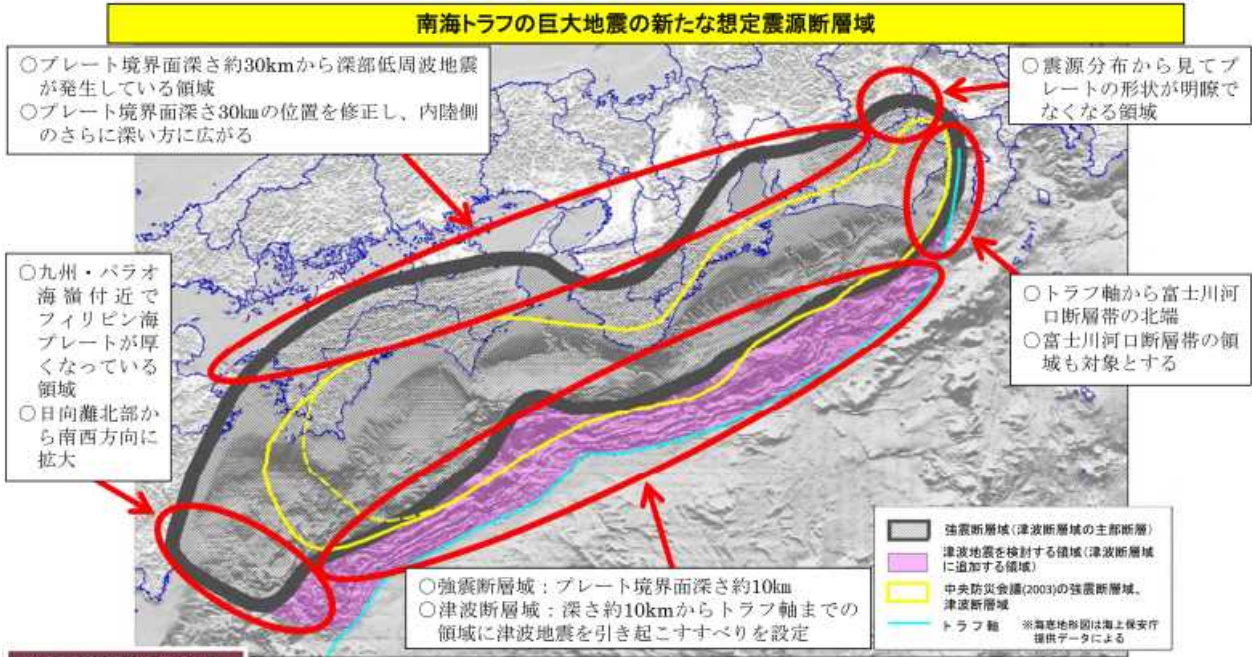 南海トラフの巨大地震の新たな想定震源断層域
○プレート境界面深さ約30kmから深部低周波地震
が発生している領域
○プレート境界面深さ30kmの位置を修正し、内陸側
のさらに深い方に広がる
○震源分布から見てプ
レートの形状が明瞭で
なくなる領域
○九州・パラオ
海嶺付近で
フィリピン海
プレートが厚
くなっている
領域
○日向灘北部か
ら南西方向に
拡大
○トラフ軸から富士川河
口断層帯の北端
○富士川河口断層帯の領
域も対象とする
○強震断層域：プレート境界面深さ約10km
○津波断層域：深さ約10kmからトラフ軸までの
領域に津波地震を引き起こすすべりを設定
強震断層域(津波断層域の主部断層)
津波地震を検討する領域(津波断層域
に追加する領域)
中央防災会議(2003)の強震断層域、
津波断層域
トラフ軸 ※海底地形図は海上保安庁
提供データによる